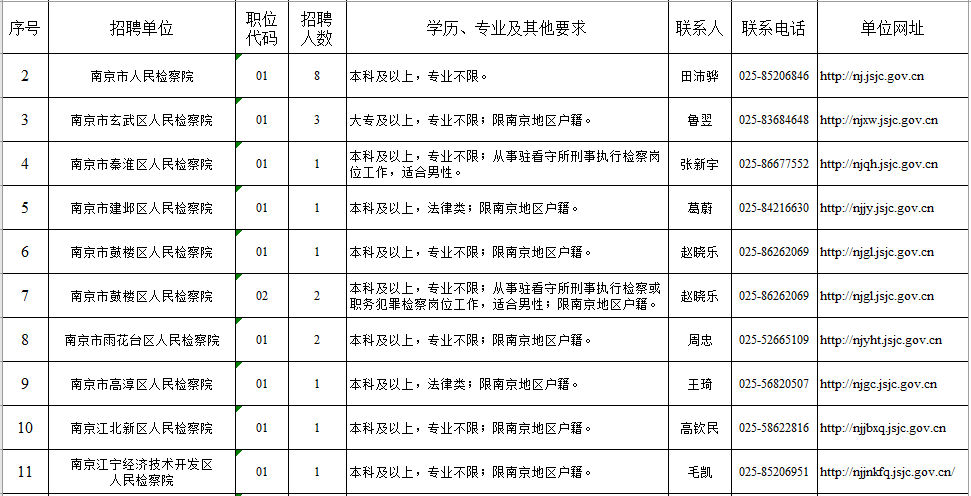 序号 招聘单位 职位代码 招聘人数 学历、专业及其他要求 联系人 联系电话 单位网址
2 南京市人民检察院 01 8 本科及以上，专业不限。 田沛骅 025-85206846 http://nj.jsjc.gov.cn
3 南京市玄武区人民检察院 01 3 大专及以上，专业不限；限南京地区户籍。 鲁翌 025-83684648 http://njxw.jsjc.gov.cn
4 南京市秦淮区人民检察院 01 1 本科及以上，专业不限；从事驻看守所刑事执行检察岗
位工作，适合男性。 张新宇 025-86677552 http://njqh.jsjc.gov.cn
5 南京市建邺区人民检察院 01 1 本科及以上，法律类；限南京地区户籍。 葛蔚 025-84216630 http://njjy.jsjc.gov.cn
6 南京市鼓楼区人民检察院 01 1 本科及以上，专业不限；限南京地区户籍。 赵晓乐 025-86262069 http://njgl.jsjc.gov.cn
7 南京市鼓楼区人民检察院 02 2 本科及以上，专业不限；从事驻看守所刑事执行检察或
职务犯罪检察岗位工作，适合男性；限南京地区户籍。 赵晓乐 025-86262069 http://njgl.jsjc.gov.cn
8 南京市雨花台区人民检察院 01 2 本科及以上，专业不限；限南京地区户籍。 周忠 025-52665109 http://njyht.jsjc.gov.cn
9 南京市高淳区人民检察院 01 1 本科及以上，法律类；限南京地区户籍。 王琦 025-56820507 http://njgc.jsjc.gov.cn
10 南京江北新区人民检察院 01 1 本科及以上，专业不限；限南京地区户籍。 高钦民 025-58622816 http://njjbxq.jsjc.gov.cn
11 南京江宁经济技术开发区
人民检察院 01 1 本科及以上，专业不限；限南京地区户籍。 毛凯 025-85206951 http://njjnkfq.jsjc.gov.cn/